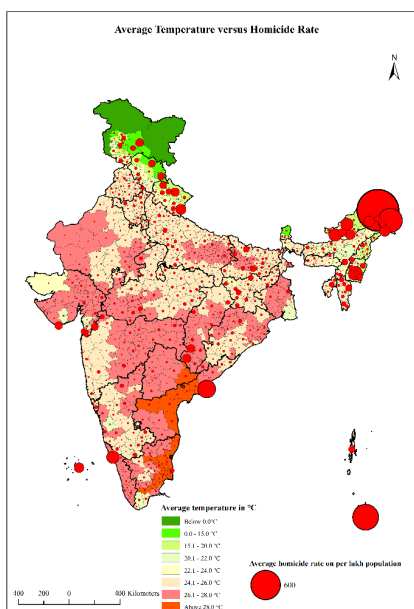 Average Temperature versus Homicide Rate
N
Average temperature in °C
Below 0.0°C
0.0 - 15.0°C
15.1 - 20.0°C
20.1 - 22.0°C
22.1 - 24.0°C
24.1 - 26.0°C
26.1 - 28.0°C
Above 28.0°C
Average homicide rate on per lakh population
600
400 200 0 400 Kilometers